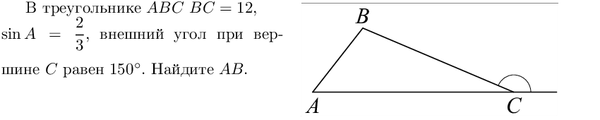 В треугольнике ABC BC = 12,
sin A = 2/3, внешний угол при вер-
шине C равен 150°. Найдите AB.
B
A
C